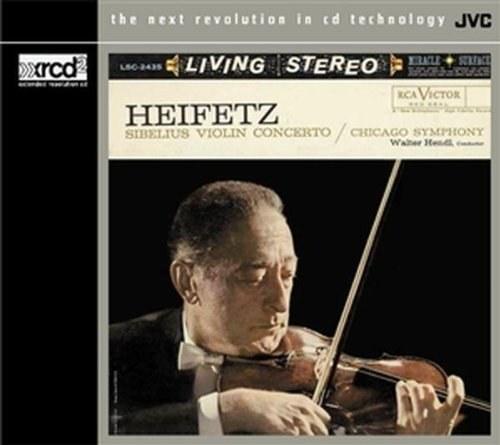 the next revolution in cd technology JVC
xrcd2
extended resolution cd
LSC-2435 LIVING STEREO MIRACLE SURFACE
RCA VICTOR
RED SEAL
HEIFETZ
SIBELIUS VIOLIN CONCERTO / CHICAGO SYMPHONY
Walter Hendl, Conductor